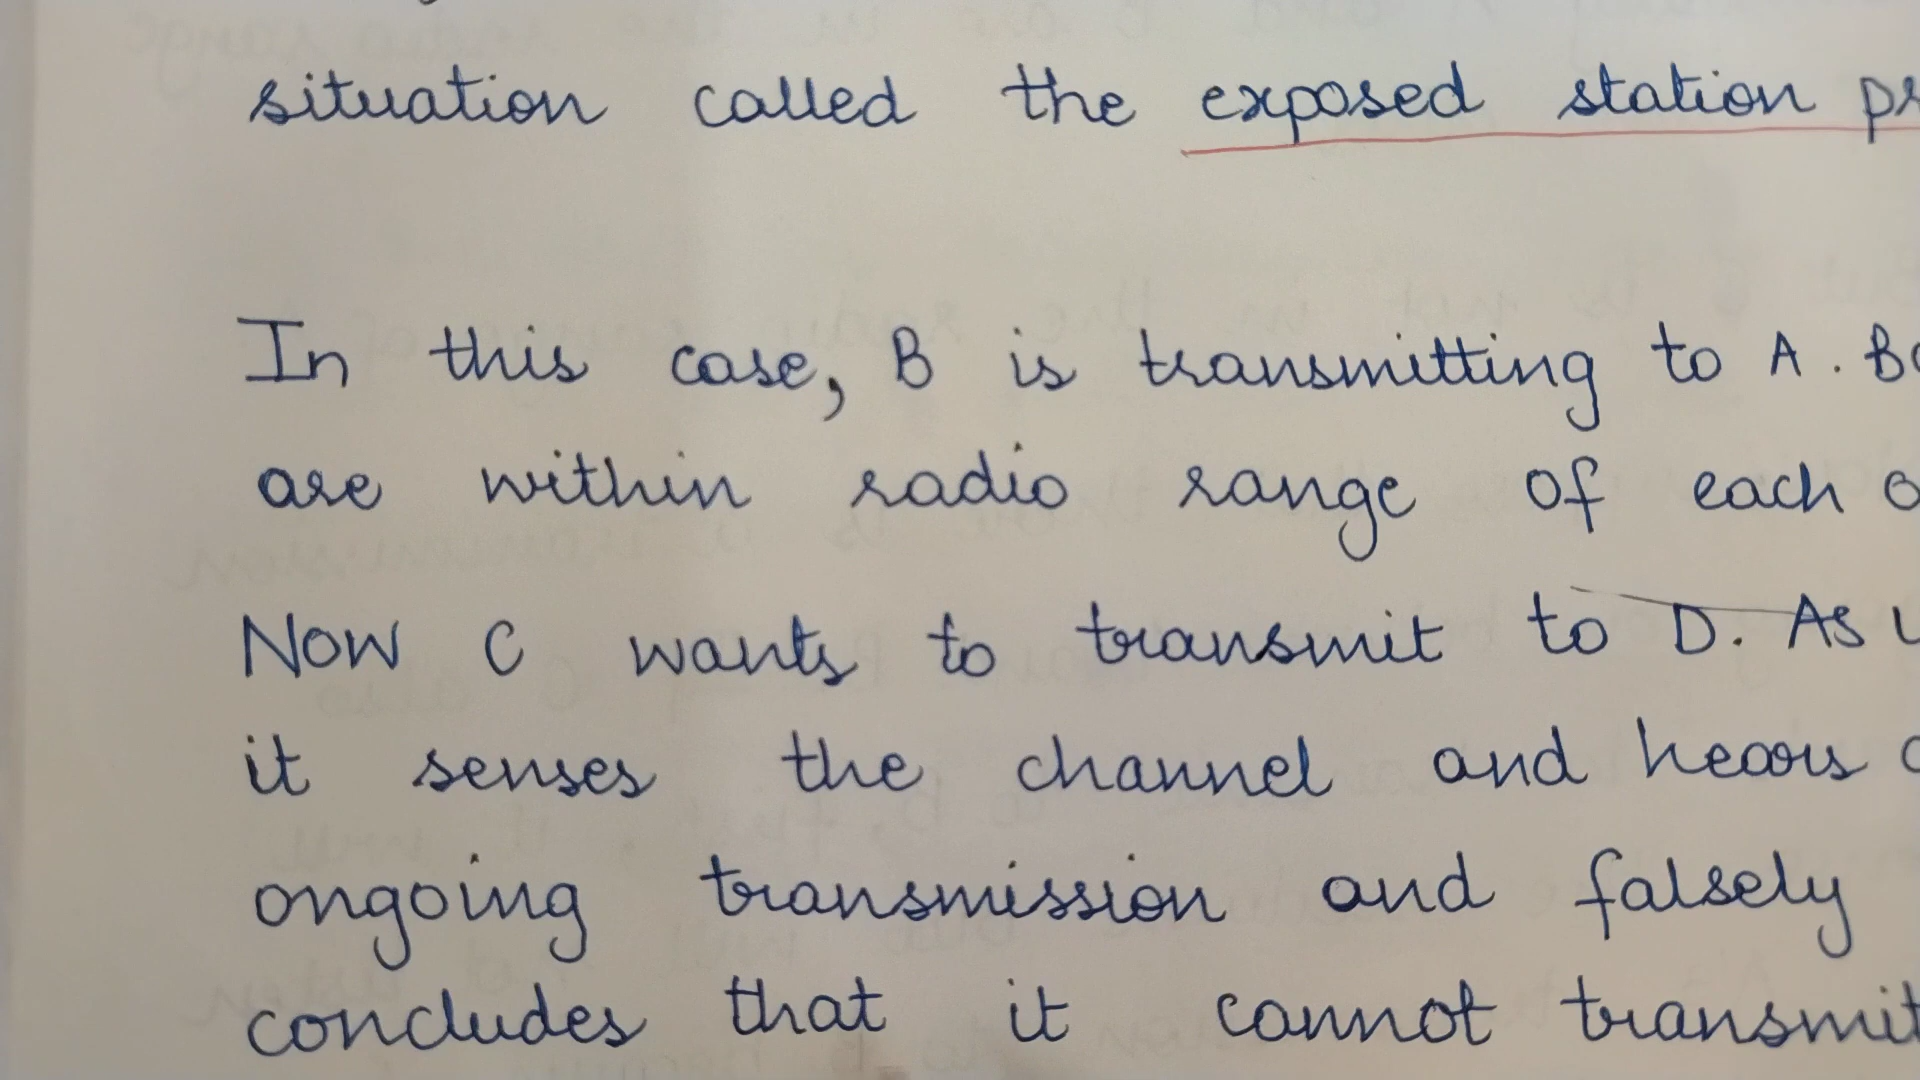 situation called the exposed station
In this case, B is transmitting to A.
are within radio range of each
Now C wants to transmit to D. As
it senses the channel and hears
ongoing transmission and falsely
concludes that it cannot transmit